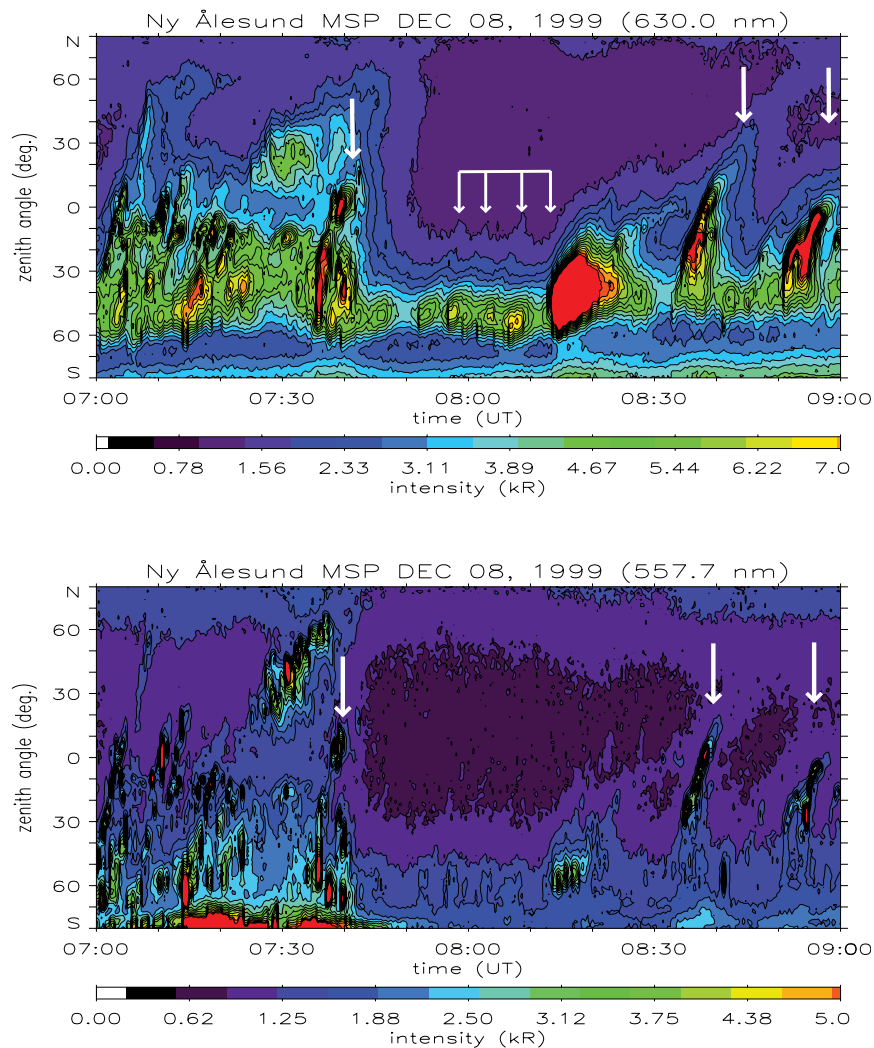 Ny Ålesund MSP DEC 08, 1999 (630.0 nm)
N
60
30
0
30
60
S
zenith angle (deg.)
07:00 07:30 08:00 08:30 09:00
time (UT)
0.00 0.78 1.56 2.33 3.11 3.89 4.67 5.44 6.22 7.0
intensity (kR)
Ny Ålesund MSP DEC 08, 1999 (557.7 nm)
N
60
30
0
30
60
S
zenith angle (deg.)
07:00 07:30 08:00 08:30 09:00
time (UT)
0.00 0.62 1.25 1.88 2.50 3.12 3.75 4.38 5.0
intensity (kR)